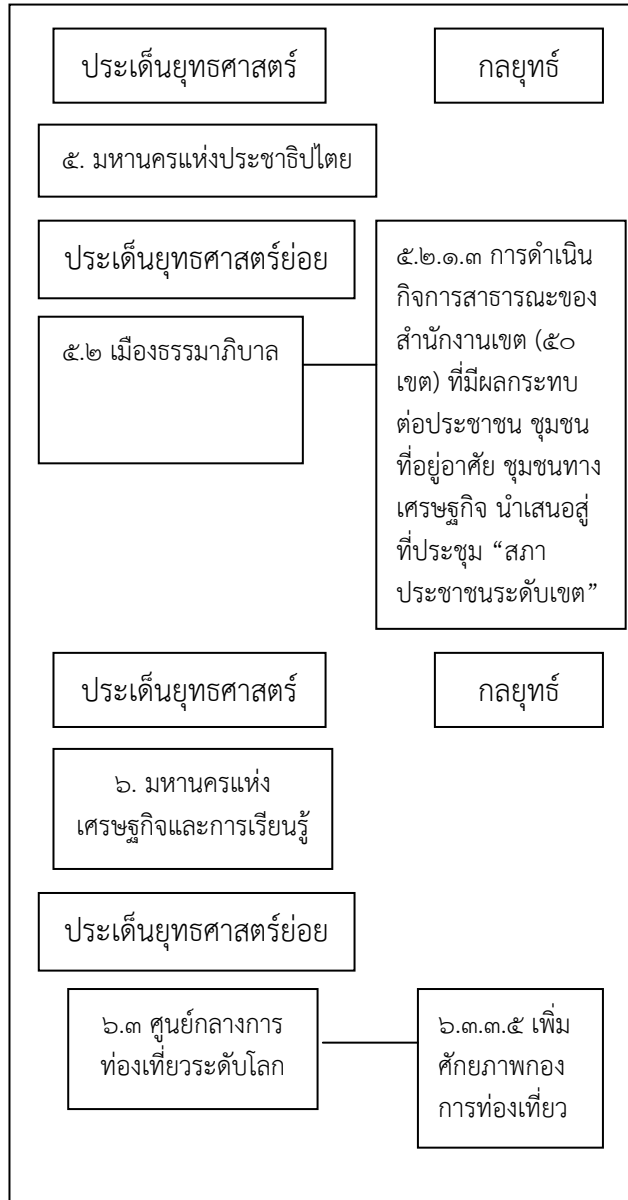 ประเด็นยุทธศาสตร์
กลยุทธ์
๕. มหานครแห่งประชาธิปไตย
ประเด็นยุทธศาสตร์ย่อย
๕.๒ เมืองธรรมาภิบาล
๕.๒.๑.๓ การดำเนิน
กิจการสาธารณะของ
สำนักงานเขต (๕๐
เขต) ที่มีผลกระทบ
ต่อประชาชน ชุมชน
ที่อยู่อาศัย ชุมชนทาง
เศรษฐกิจ นำเสนอสู่
ที่ประชุม “สภา
ประชาชนระดับเขต”
ประเด็นยุทธศาสตร์
กลยุทธ์
๖. มหานครแห่ง
เศรษฐกิจและการเรียนรู้
ประเด็นยุทธศาสตร์ย่อย
๖.๓ ศูนย์กลางการ
ท่องเที่ยวระดับโลก
๖.๓.๓.๕ เพิ่ม
ศักยภาพกอง
การท่องเที่ยว